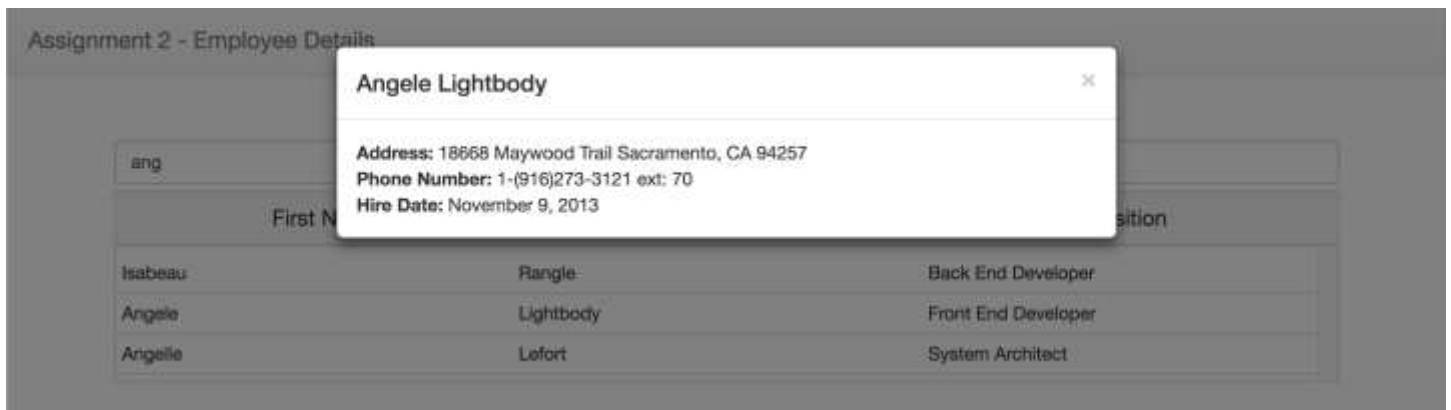 Assignment 2 - Employee Details
Angele Lightbody ×
ang
Address: 18668 Maywood Trail Sacramento, CA 94257
Phone Number: 1-(916)273-3121 ext: 70
Hire Date: November 9, 2013
First N sition
Isabeau Rangle Back End Developer
Angele Lightbody Front End Developer
Angelle Lefort System Architect